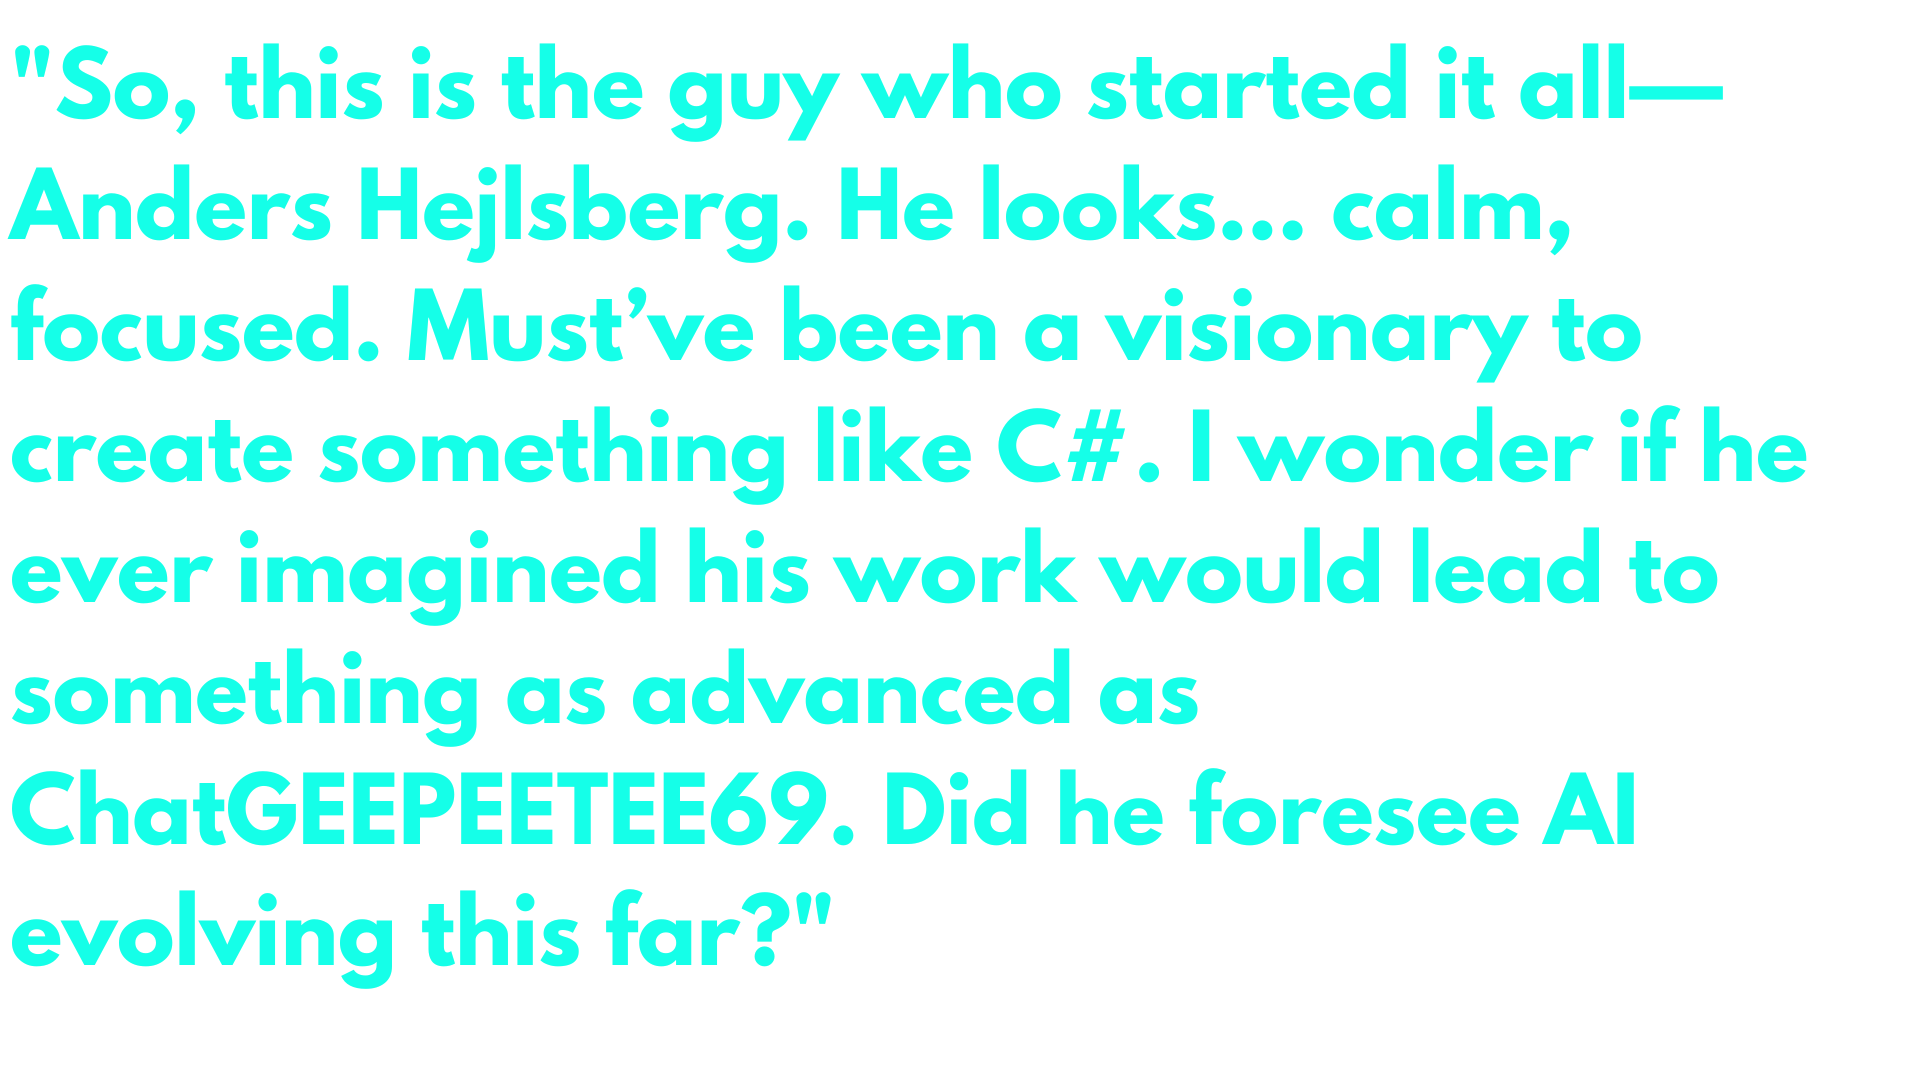 "So, this is the guy who started it all—
Anders Hejlsberg. He looks... calm,
focused. Must’ve been a visionary to
create something like C#. I wonder if he
ever imagined his work would lead to
something as advanced as
ChatGEEPEETEE69. Did he foresee AI
evolving this far?"